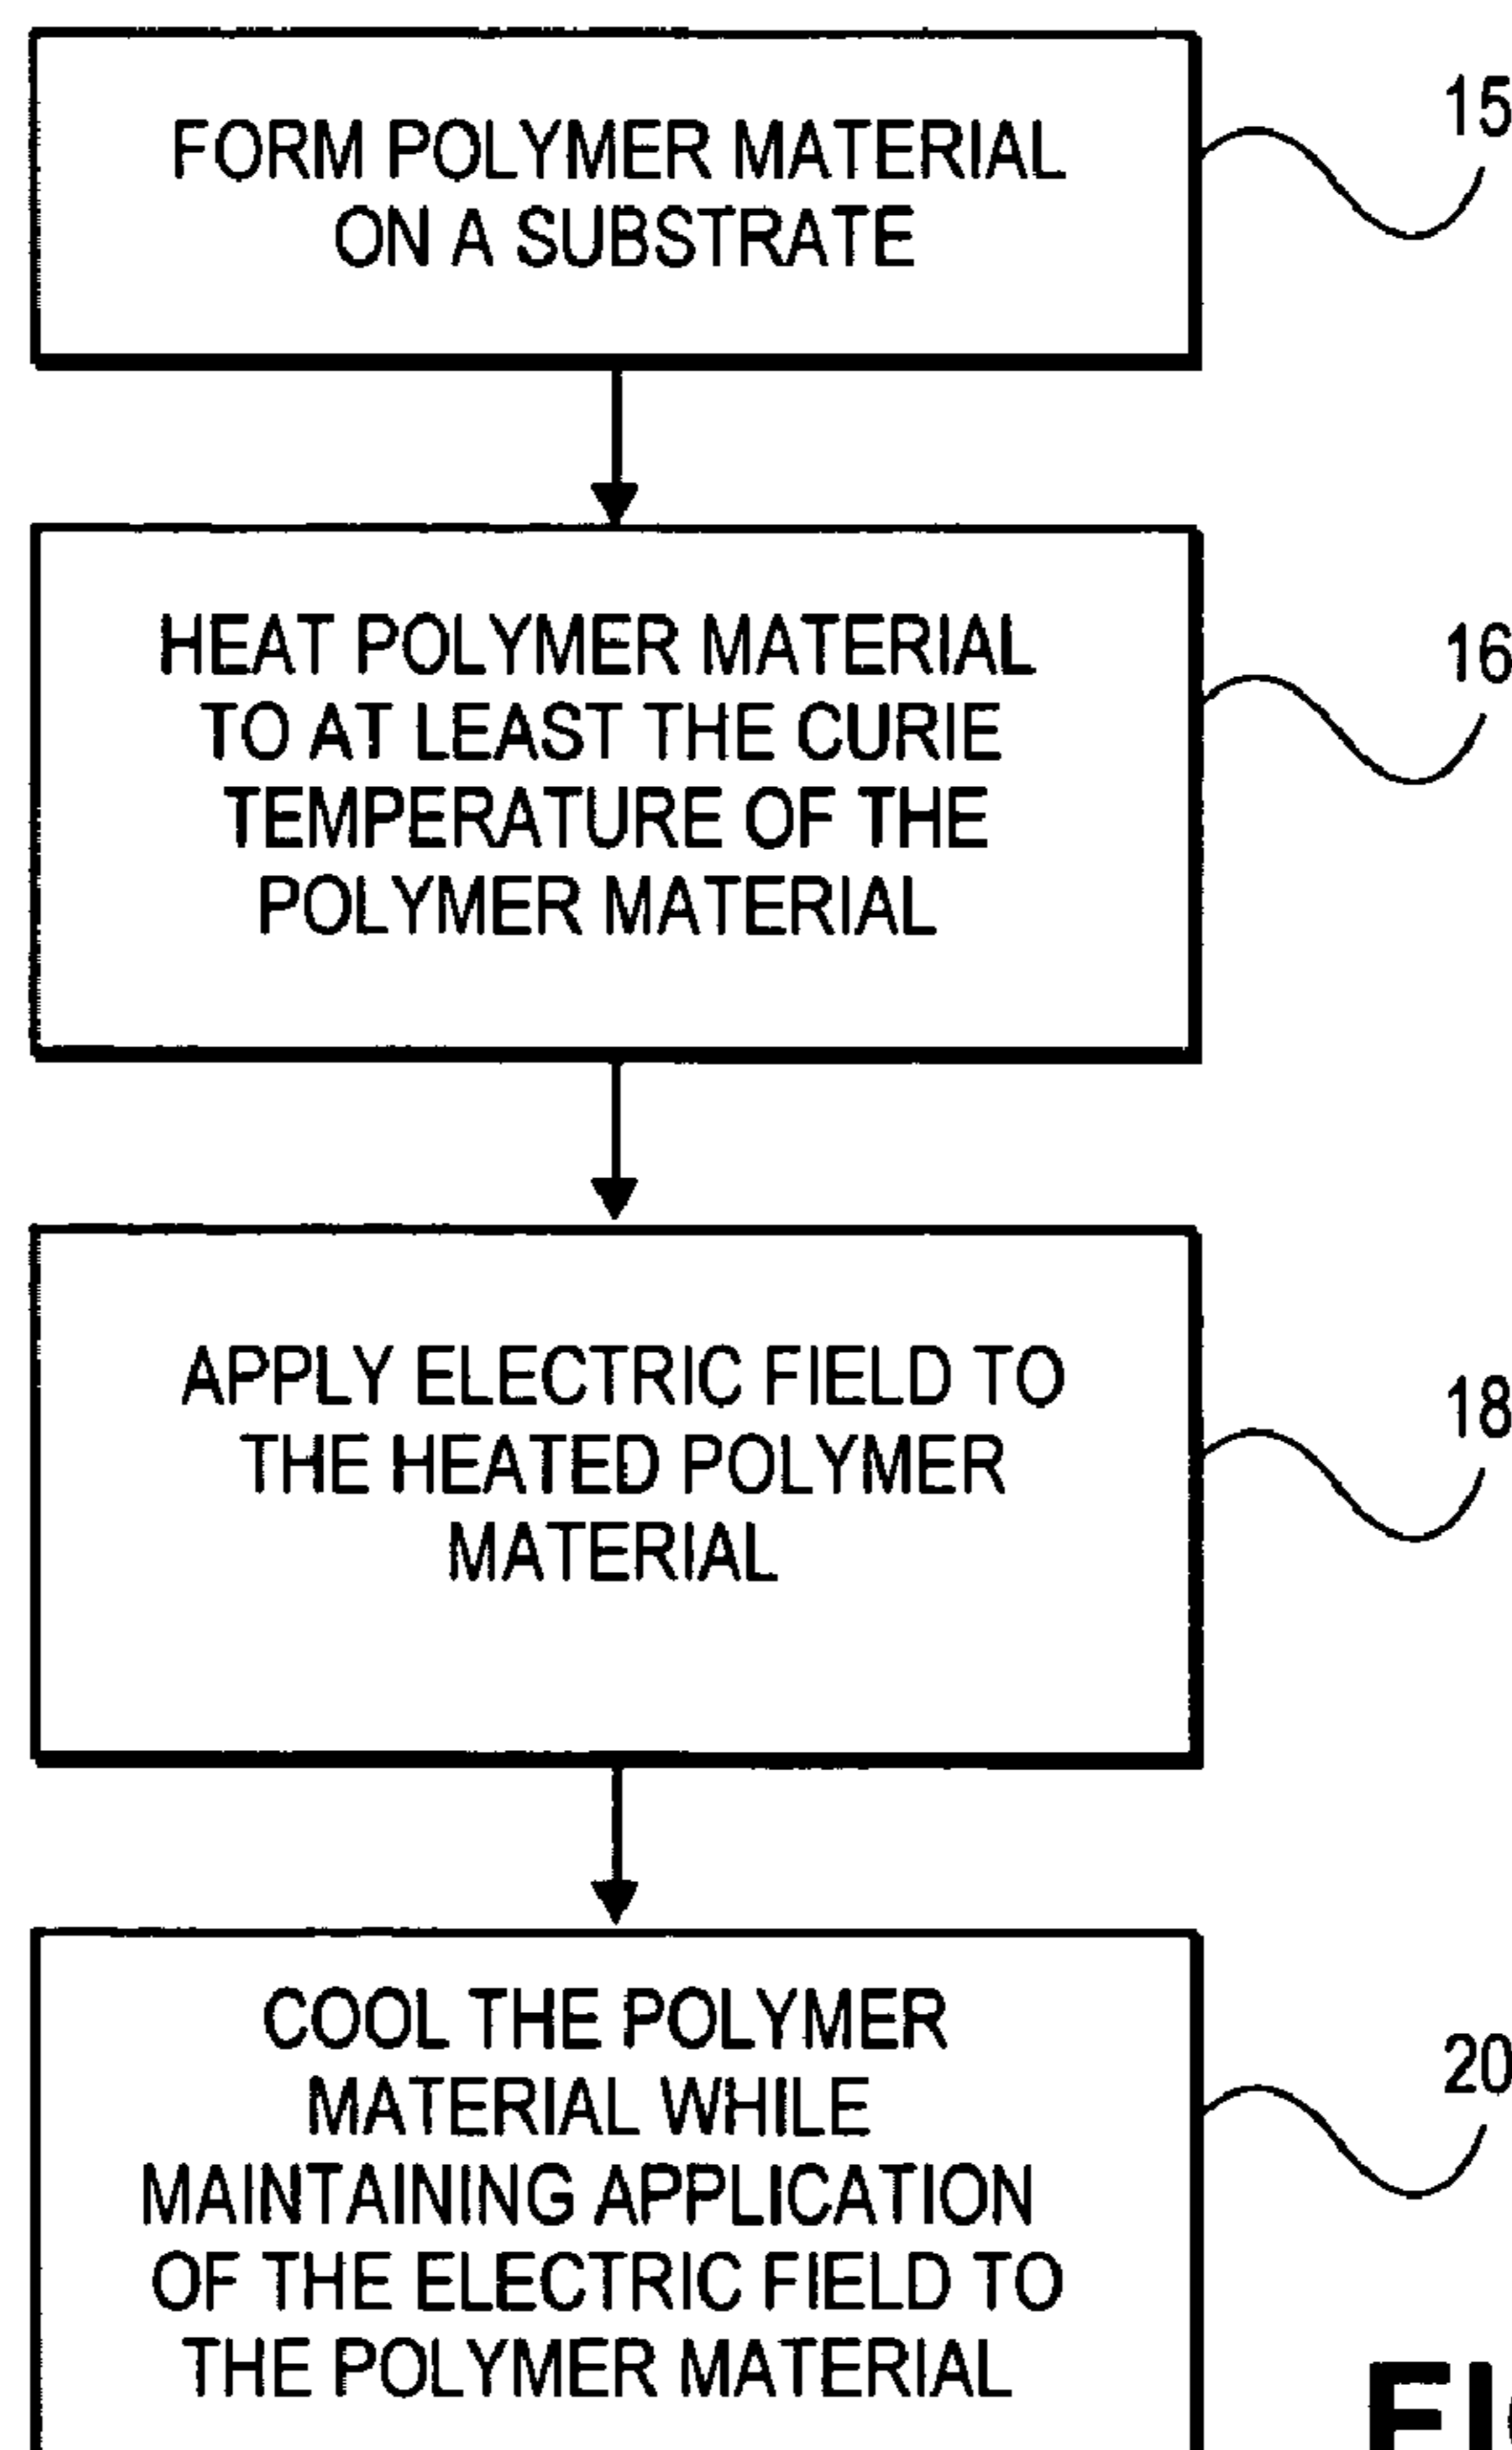 FORM POLYMER MATERIAL
ON A SUBSTRATE
15
HEAT POLYMER MATERIAL
TO AT LEAST THE CURIE
TEMPERATURE OF THE
POLYMER MATERIAL
16
APPLY ELECTRIC FIELD TO
THE HEATED POLYMER
MATERIAL
18
COOL THE POLYMER
MATERIAL WHILE
MAINTAINING APPLICATION
OF THE ELECTRIC FIELD TO
THE POLYMER MATERIAL
20